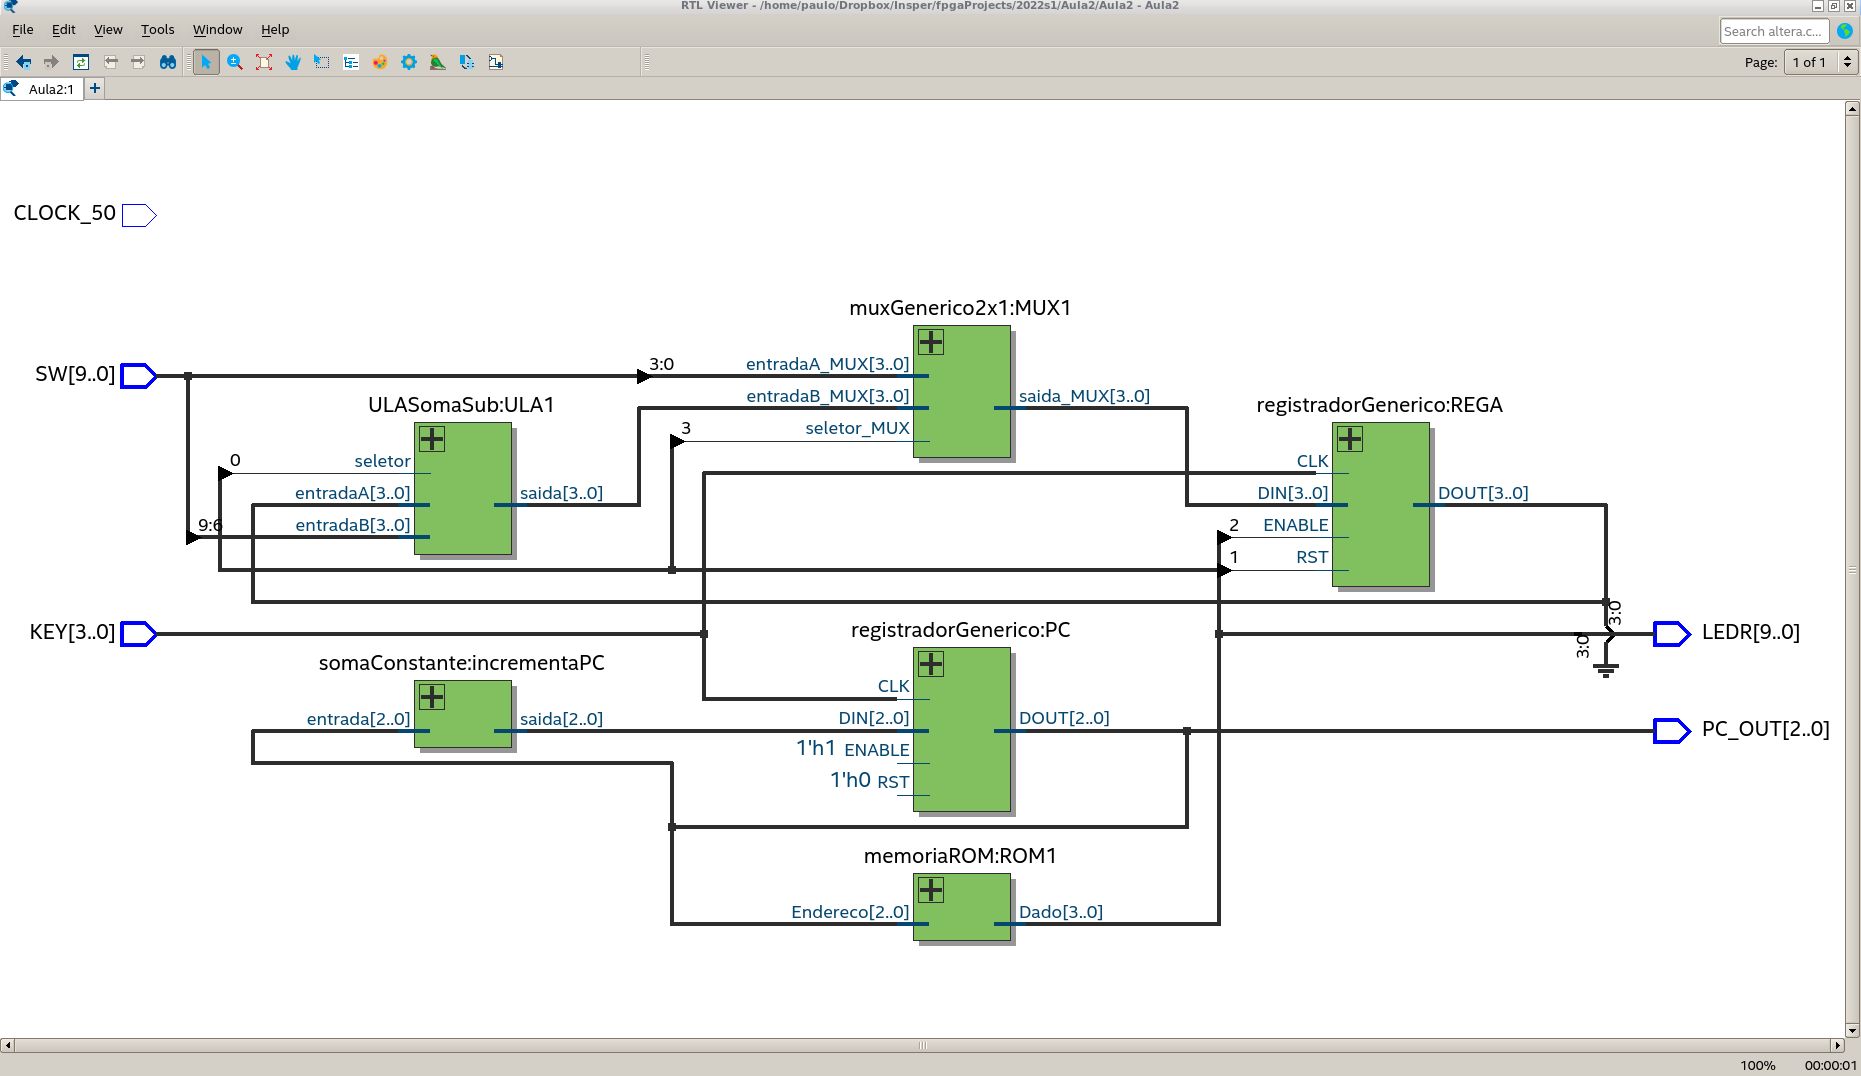 RTL Viewer - /home/paulo/Dropbox/Insper/fpgaProjects/2022s1/Aula2/Aula2 - Aula2
File Edit View Tools Window Help
Search altera.c...
Page: 1 of 1
Aula2:1
CLOCK_50
muxGenerico2x1:MUX1
SW[9..0]
3:0
entradaA_MUX[3..0]
entradaB_MUX[3..0]
saida_MUX[3..0]
3
seletor_MUX
ULASomaSub:ULA1
0
seletor
entradaA[3..0]
saida[3..0]
9:6
entradaB[3..0]
registradorGenerico:REGA
CLK
DIN[3..0]
DOUT[3..0]
2
ENABLE
1
RST
3:0
3:0
KEY[3..0]
LEDR[9..0]
registradorGenerico:PC
somaConstante:incrementaPC
CLK
entrada[2..0]
saida[2..0]
DIN[2..0]
DOUT[2..0]
PC_OUT[2..0]
1'h1 ENABLE
1'h0 RST
memoriaROM:ROM1
Endereco[2..0]
Dado[3..0]
100% 00:00:01